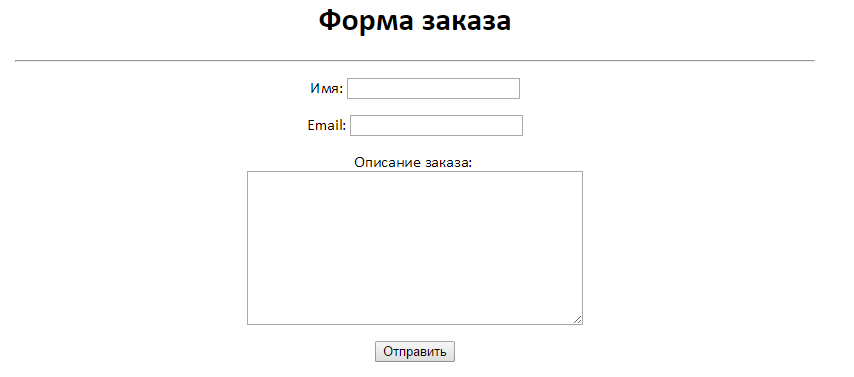 Форма заказа
Имя:
Email:
Описание заказа:
Отправить